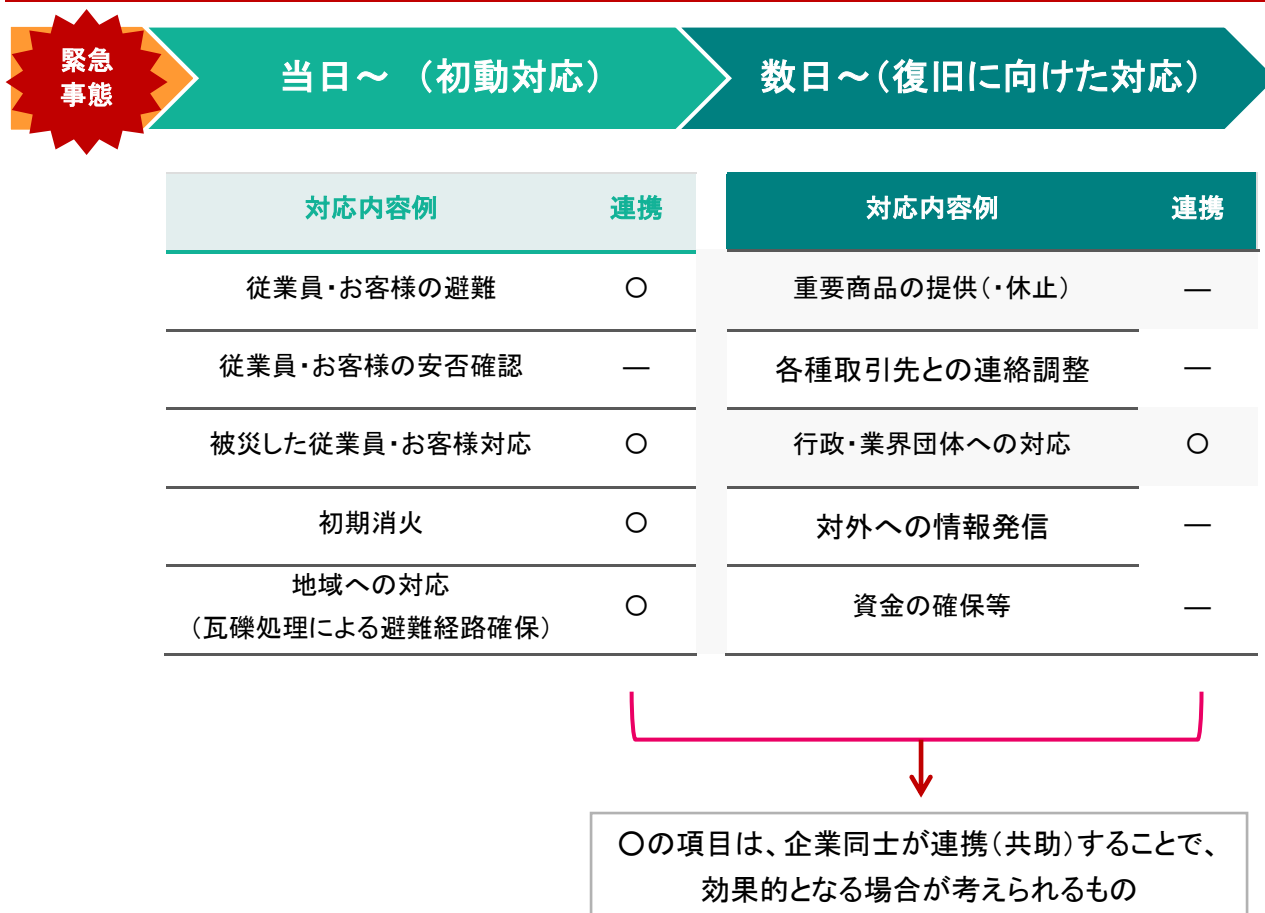 緊急
事態
当日～ （初動対応）
数日～（復旧に向けた対応）
対応内容例 連携
従業員・お客様の避難 〇
従業員・お客様の安否確認 ―
被災した従業員・お客様対応 〇
初期消火 〇
地域への対応
（瓦礫処理による避難経路確保） 〇
対応内容例 連携
重要商品の提供（・休止） ―
各種取引先との連絡調整 ―
行政・業界団体への対応 〇
対外への情報発信 ―
資金の確保等 ―
〇の項目は、企業同士が連携（共助）することで、
効果的となる場合が考えられるもの